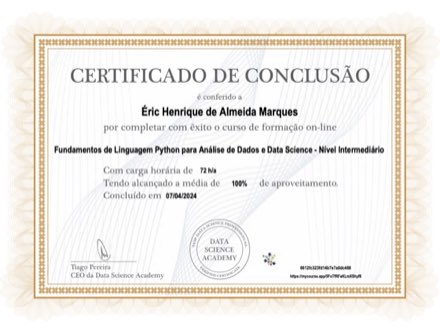 CERTIFICADO DE CONCLUSÃO
é conferido a
Éric Henrique de Almeida Marques
por completar com êxito o curso de formação on-line
Fundamentos de Linguagem Python para Análise de Dados e Data Science - Nível Intermediário
Com carga horária de 72 h/a
Tendo alcançado a média de 100% de aproveitamento.
Concluído em 07/04/2024
DATA
SCIENCE
ACADEMY
Tiago Pereira
CEO da Data Science Academy